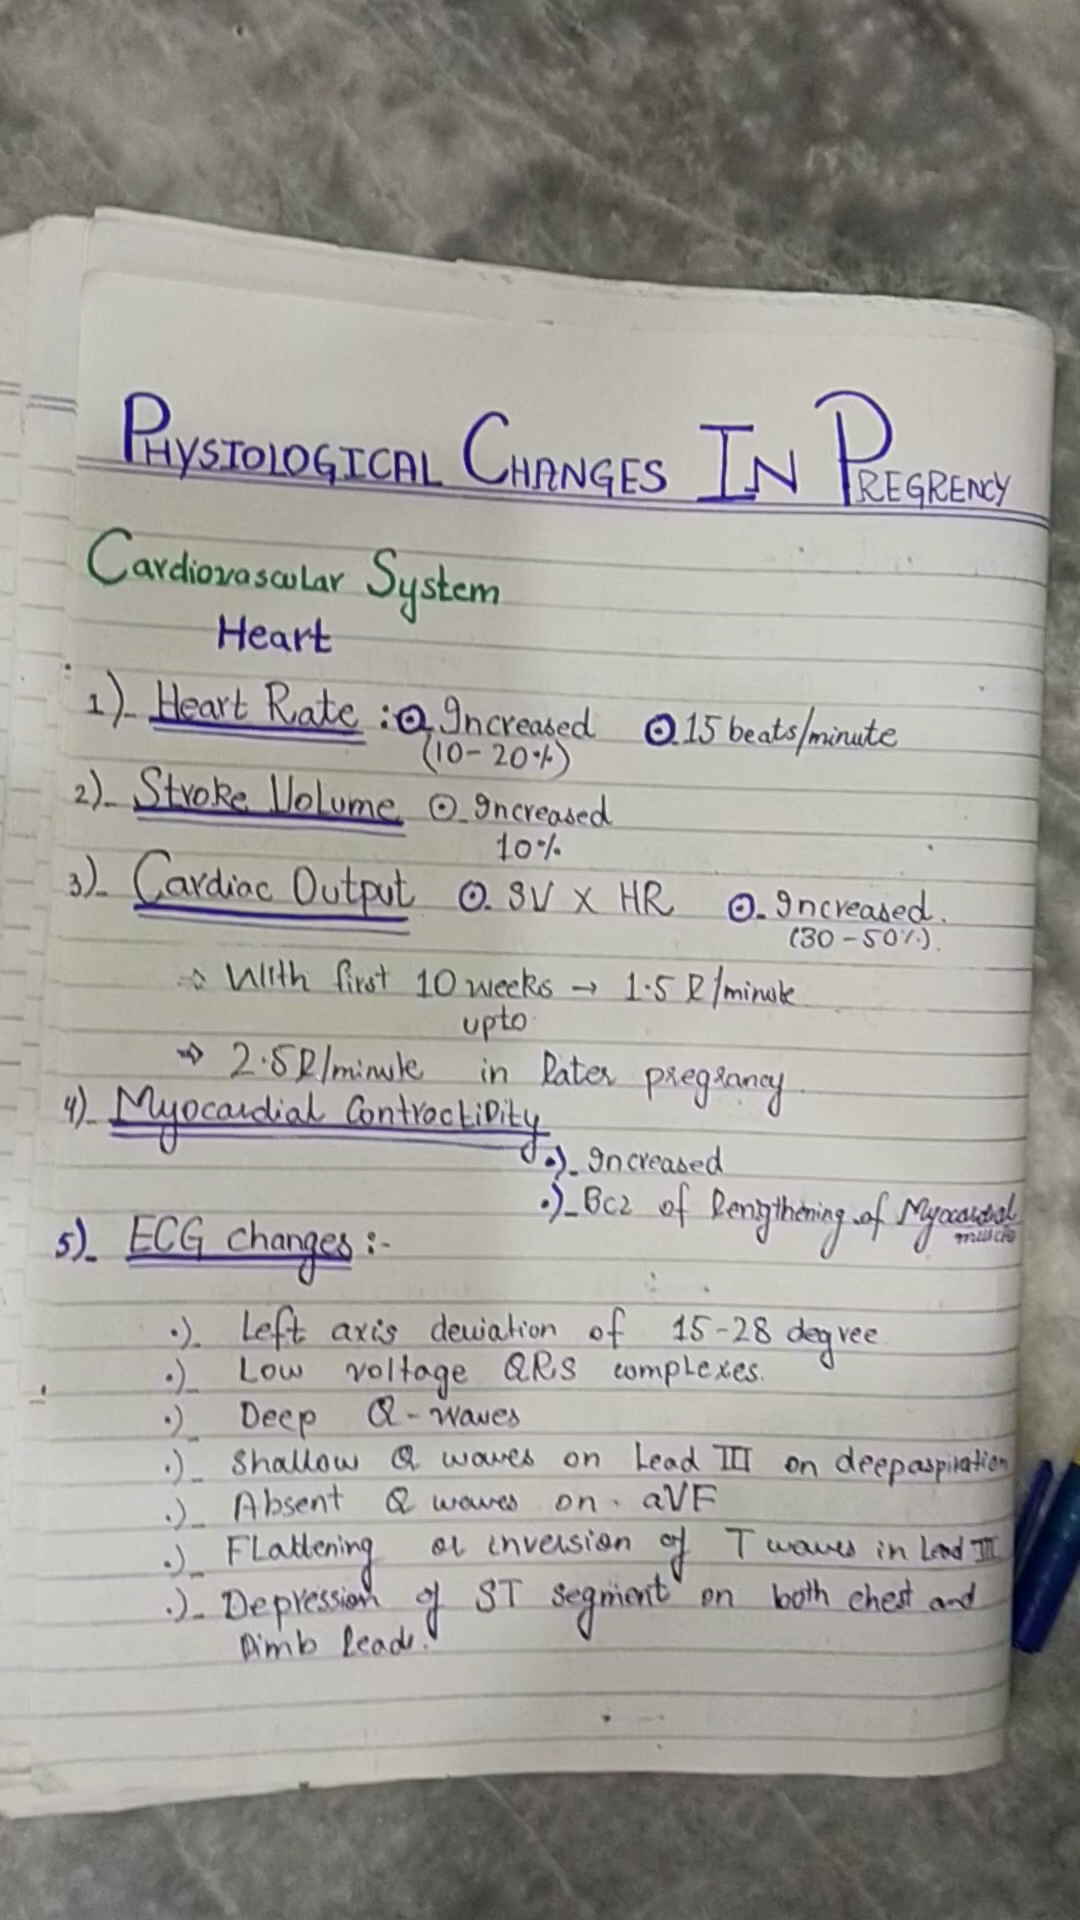 PHYSIOLOGICAL CHANGES IN PREGRENCY
Cardiovascular System
Heart
1)- Heart Rate : Increased 15 beats/minute
(10-20%)
2)- Stroke Volume Increased
10%
3)- Cardiac Output SV X HR Increased.
(30-50%).
⇒ With first 10 weeks → 1.5 l/minute
upto
⇒ 2.5l/minute in later pregnancy
4)- Myocardial Contractility
•)- Increased
•)- Bcz of lengthening of Myocardial
muscle
5)- ECG changes :-
•)- Left axis deviation of 15-28 degree
•)- Low voltage QRS complexes.
•)- Deep Q-waves
•)- Shallow Q waves on Lead III on deepaspiration
•)- Absent Q waves on aVF
•)- Flattening or inversion of T waves in Lead III
•)- Depression of ST segment on both chest and
limb leads.